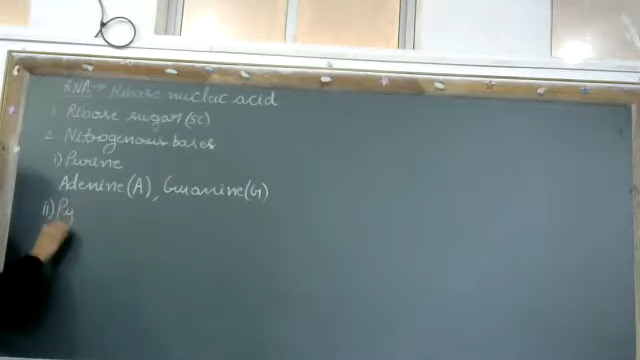 RNA → Ribose nucleic acid
1. Ribose sugar (5C)
2. Nitrogenous bases
i) Purine
Adenine (A), Guanine (G)
ii) Py